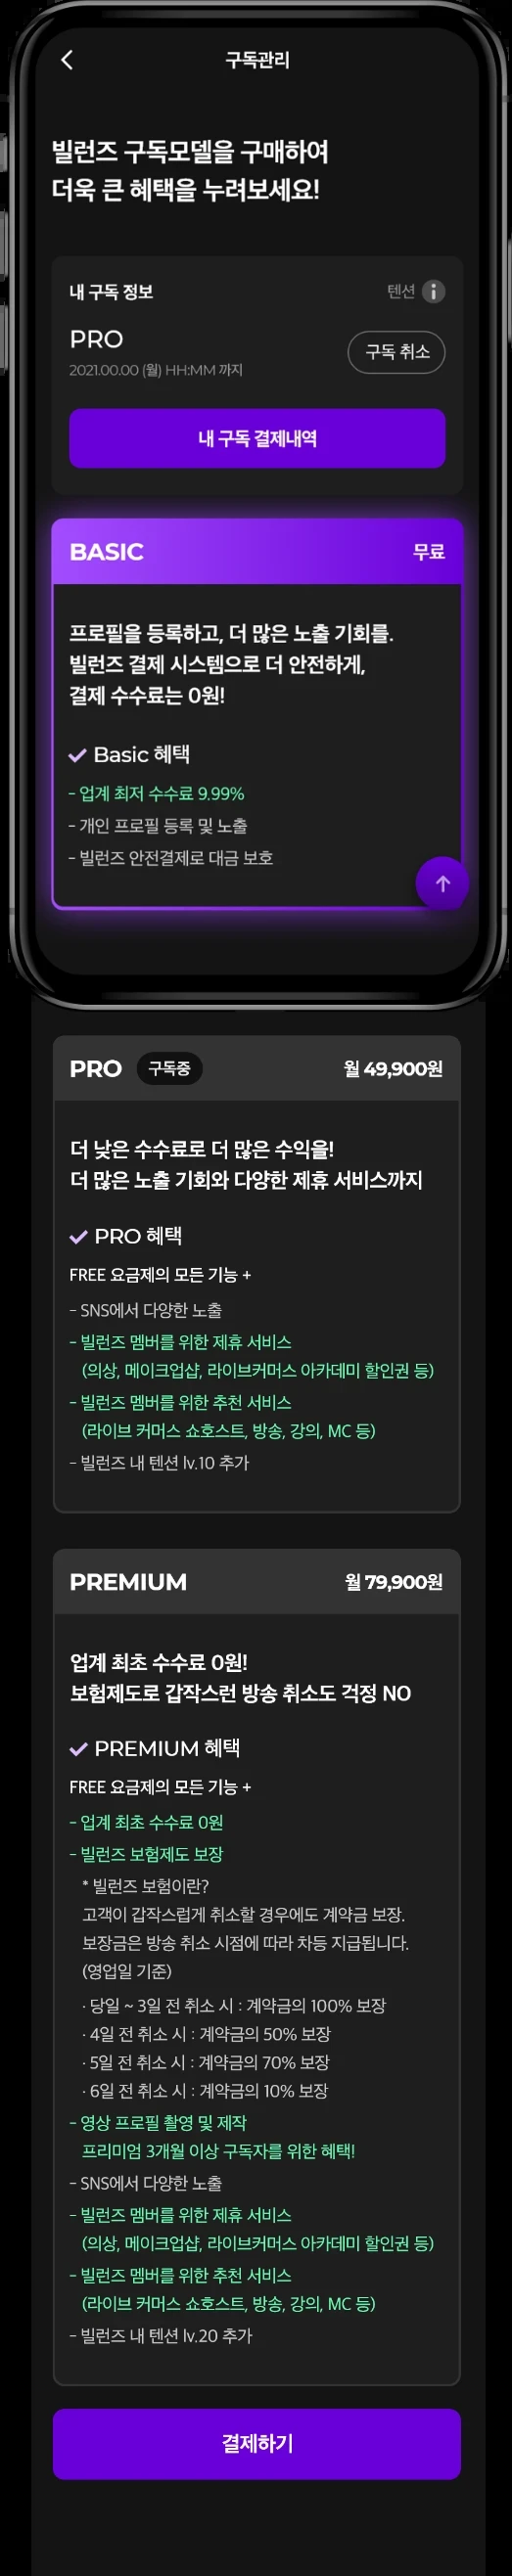 구독관리
빌런즈 구독모델을 구매하여
더욱 큰 혜택을 누려보세요!
내 구독 정보
텐션
PRO
구독 취소
2021.00.00 (월) HH:MM 까지
내 구독 결제내역
BASIC
무료
프로필을 등록하고, 더 많은 노출 기회를.
빌런즈 결제 시스템으로 더 안전하게,
결제 수수료는 0원!
Basic 혜택
- 업계 최저 수수료 9.99%
- 개인 프로필 등록 및 노출
- 빌런즈 안전결제로 대금 보호
PRO 구독중 월 49,900원
더 낮은 수수료로 더 많은 수익을!
더 많은 노출 기회와 다양한 제휴 서비스까지
PRO 혜택
FREE 요금제의 모든 기능 +
- SNS에서 다양한 노출
- 빌런즈 멤버를 위한 제휴 서비스
(의상, 메이크업샵, 라이브커머스 아카데미 할인권 등)
- 빌런즈 멤버를 위한 추천 서비스
(라이브 커머스 쇼호스트, 방송, 강의, MC 등)
- 빌런즈 내 텐션 lv.10 추가
PREMIUM 월 79,900원
업계 최초 수수료 0원!
보험제도로 갑작스런 방송 취소도 걱정 NO
PREMIUM 혜택
FREE 요금제의 모든 기능 +
- 업계 최초 수수료 0원
- 빌런즈 보험제도 보장
* 빌런즈 보험이란?
고객이 갑작스럽게 취소할 경우에도 계약금 보장.
보장금은 방송 취소 시점에 따라 차등 지급됩니다.
(영업일 기준)
· 당일 ~ 3일 전 취소 시 : 계약금의 100% 보장
· 4일 전 취소 시 : 계약금의 50% 보장
· 5일 전 취소 시 : 계약금의 70% 보장
· 6일 전 취소 시 : 계약금의 10% 보장
- 영상 프로필 촬영 및 제작
프리미엄 3개월 이상 구독자를 위한 혜택!
- SNS에서 다양한 노출
- 빌런즈 멤버를 위한 제휴 서비스
(의상, 메이크업샵, 라이브커머스 아카데미 할인권 등)
- 빌런즈 멤버를 위한 추천 서비스
(라이브 커머스 쇼호스트, 방송, 강의, MC 등)
- 빌런즈 내 텐션 lv.20 추가
결제하기